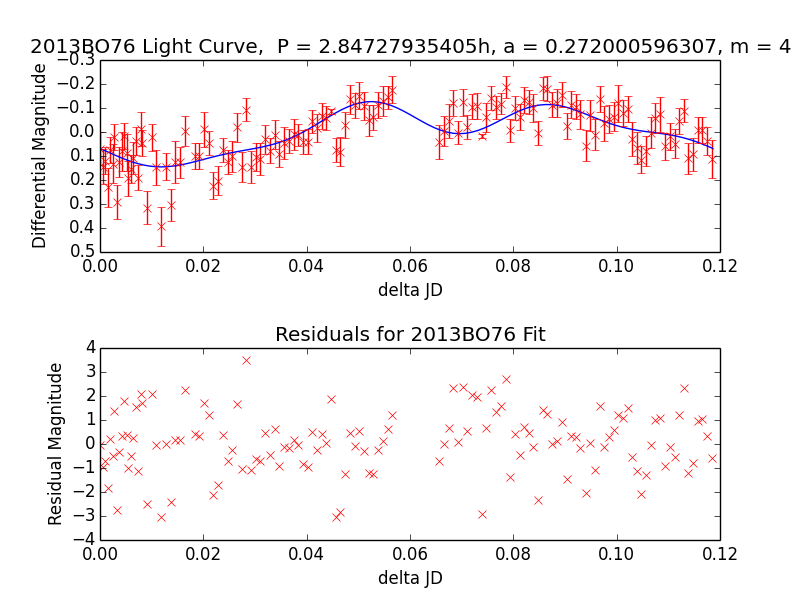 2013BO76 Light Curve,  P = 2.84727935405h, a = 0.272000596307, m = 4
−0.3
−0.2
−0.1
0.0
0.1
0.2
0.3
0.4
0.5
Differential Magnitude
0.00 0.02 0.04 0.06 0.08 0.10 0.12
delta JD
Residuals for 2013BO76 Fit
4
3
2
1
0
−1
−2
−3
−4
Residual Magnitude
0.00 0.02 0.04 0.06 0.08 0.10 0.12
delta JD